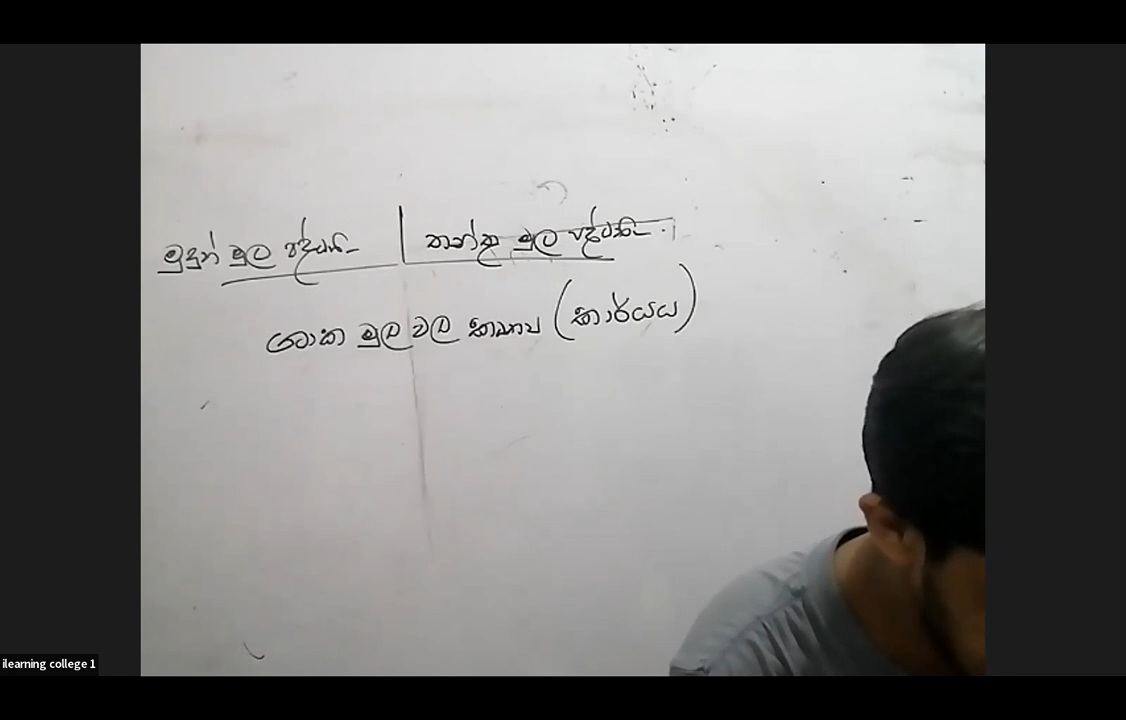 මුදුන් මුල පද්ධතිය | තන්තු මුල පද්ධතිය.
ශාක මුල වල කෘත්‍ය (කාර්යය)
ilearning college 1